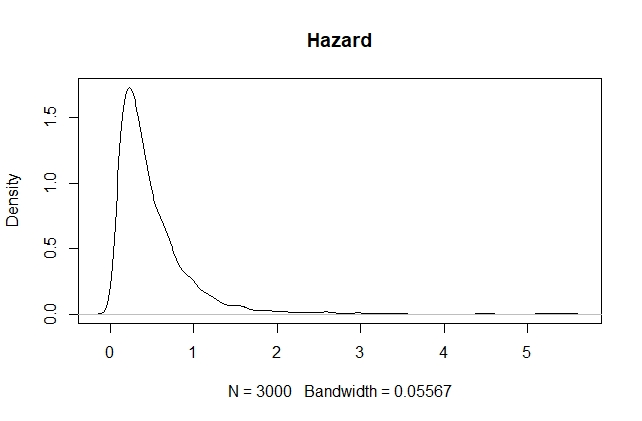 Hazard
Density
1.5
1.0
0.5
0.0
0 1 2 3 4 5
N = 3000 Bandwidth = 0.05567